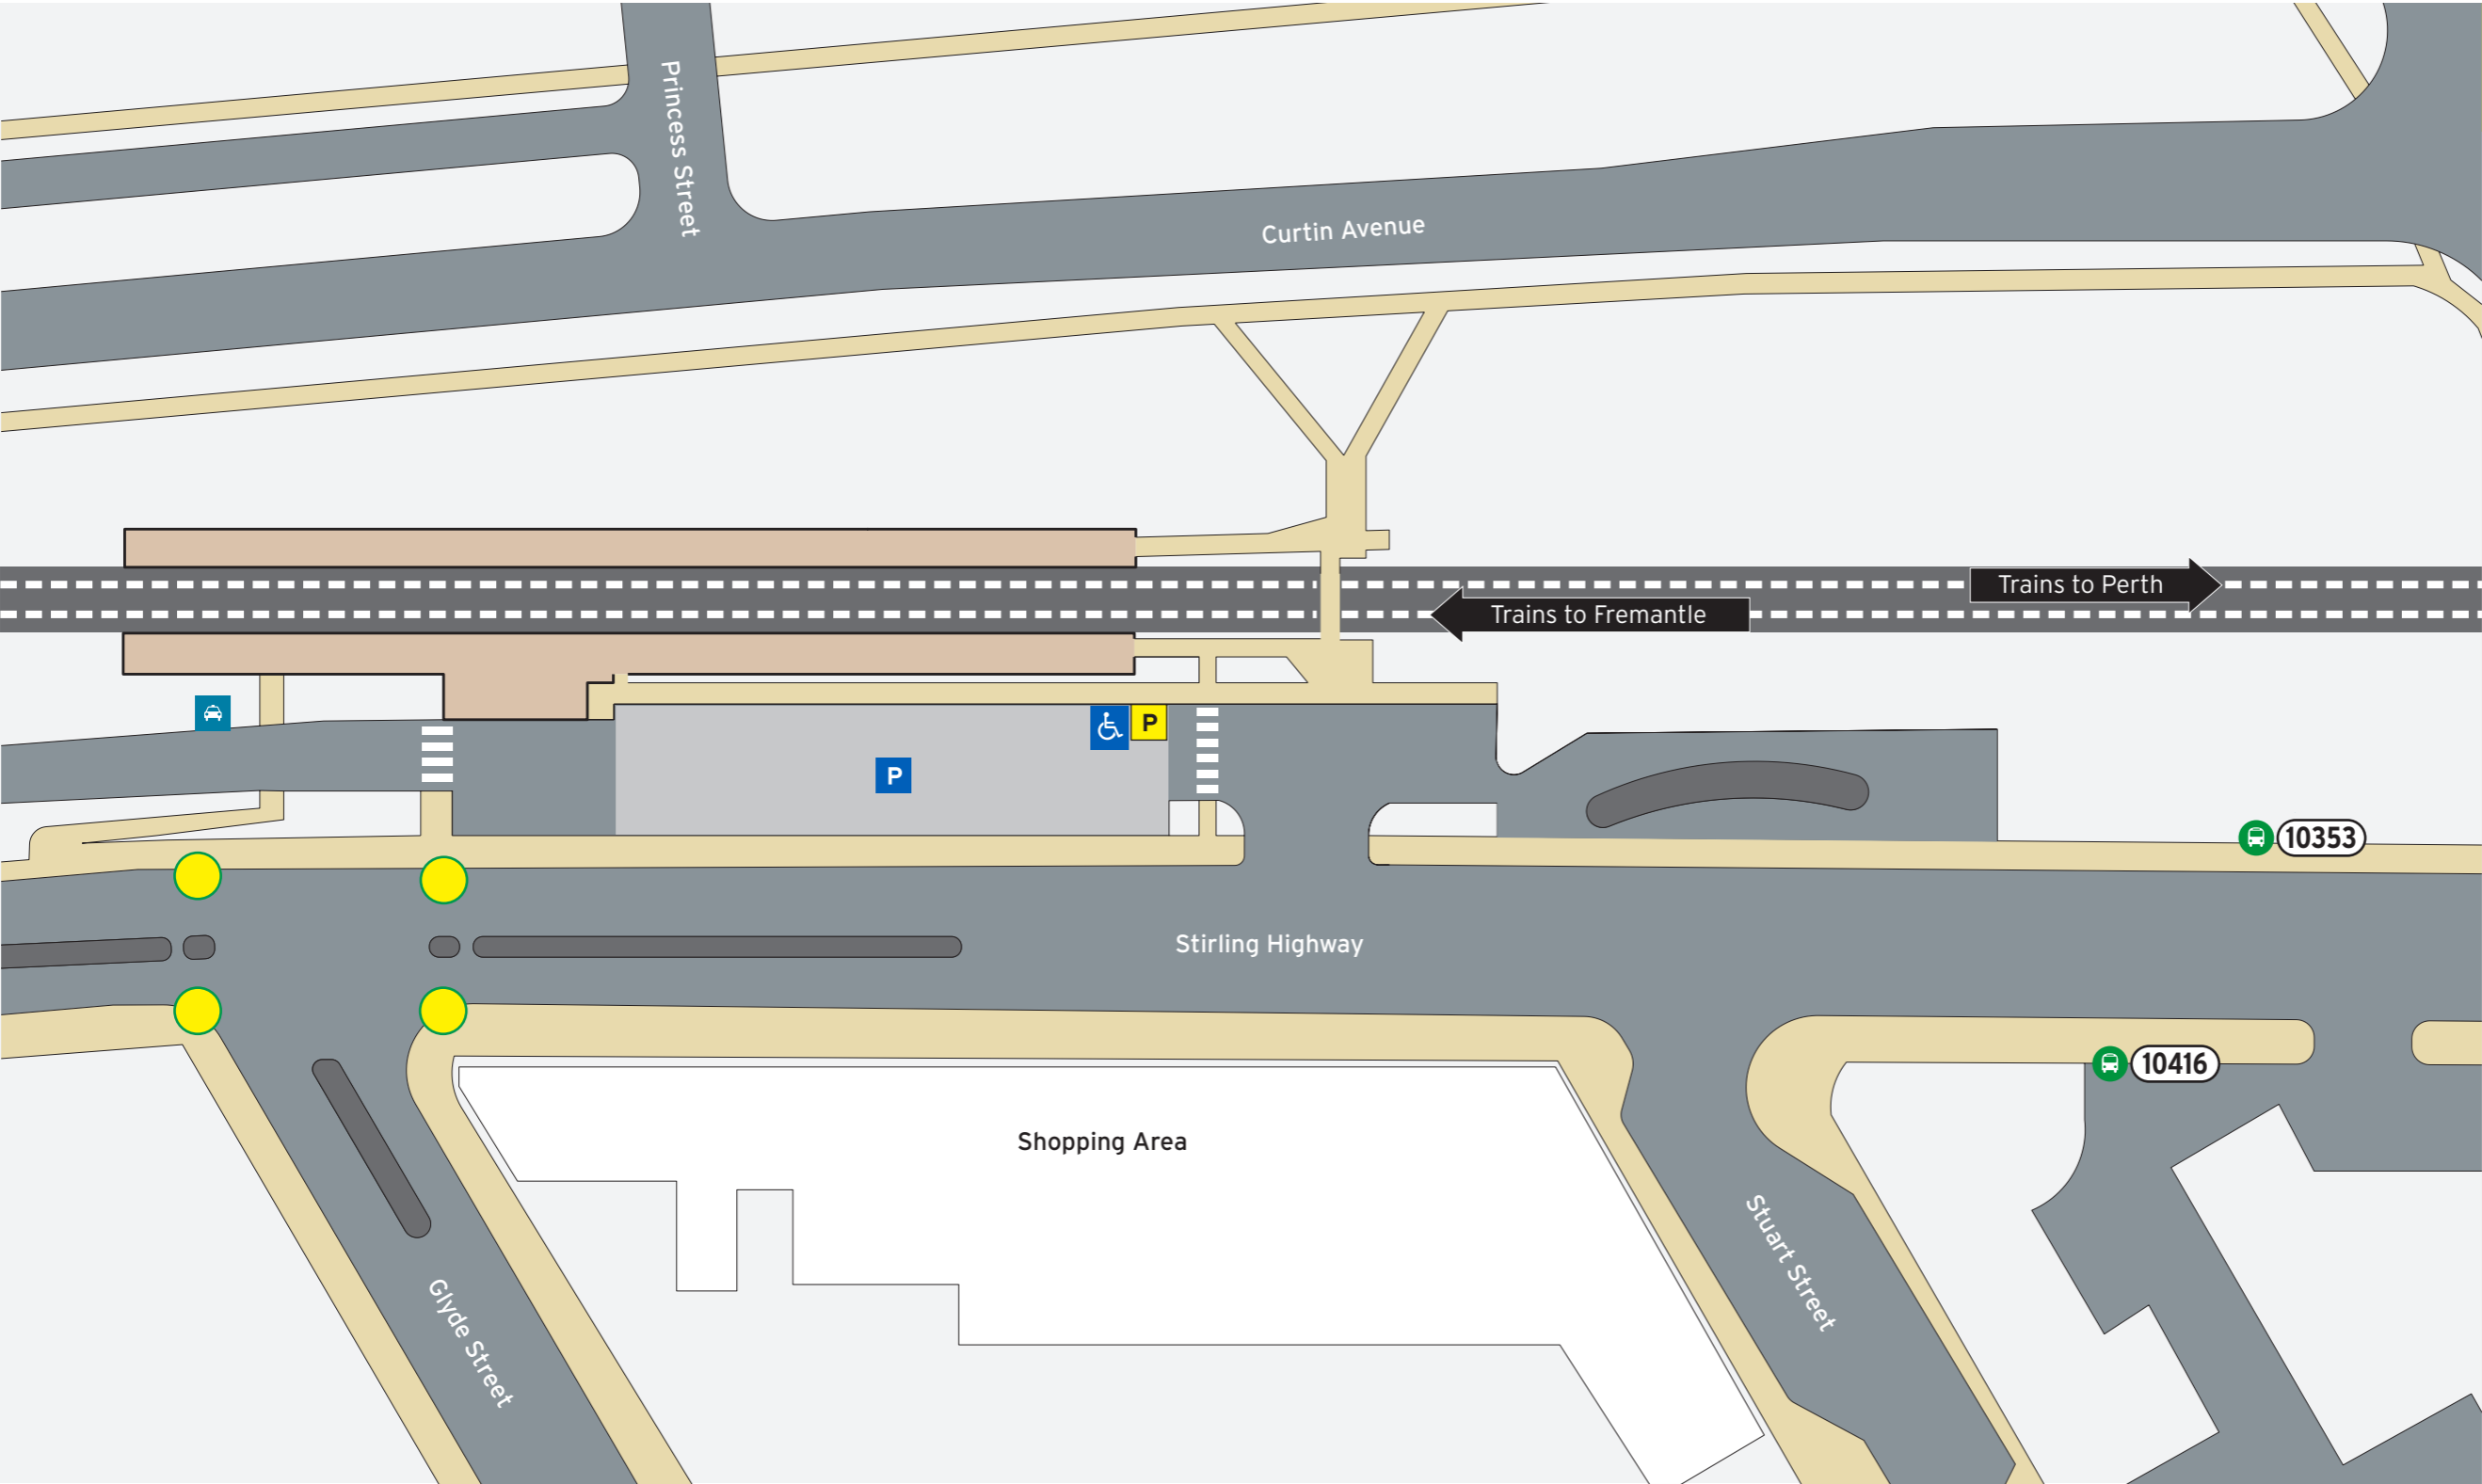 Princess Street
Curtin Avenue
Trains to Perth
Trains to Fremantle
P
P
10353
Stirling Highway
10416
Shopping Area
Stuart Street
Glyde Street